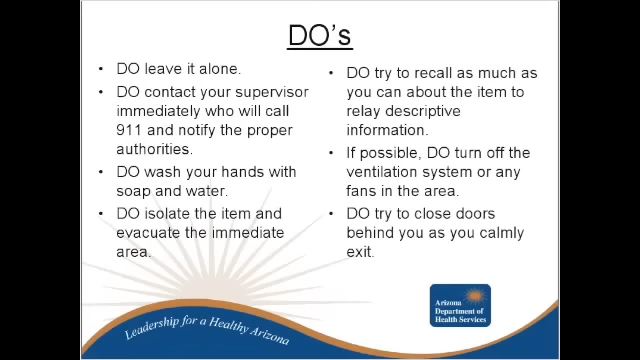 DO's
• DO leave it alone.
• DO contact your supervisor
immediately who will call
911 and notify the proper
authorities.
• DO wash your hands with
soap and water.
• DO isolate the item and
evacuate the immediate
area.
• DO try to recall as much as
you can about the item to
relay descriptive
information.
• If possible, DO turn off the
ventilation system or any
fans in the area.
• DO try to close doors
behind you as you calmly
exit.
Leadership for a Healthy Arizona
Arizona
Department of
Health Services